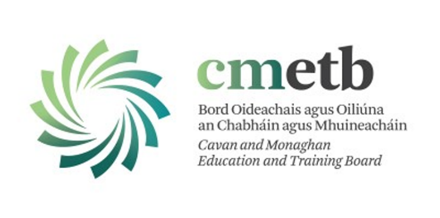 cmetb
Bord Oideachais agus Oiliúna
an Chabháin agus Mhuineacháin
Cavan and Monaghan
Education and Training Board